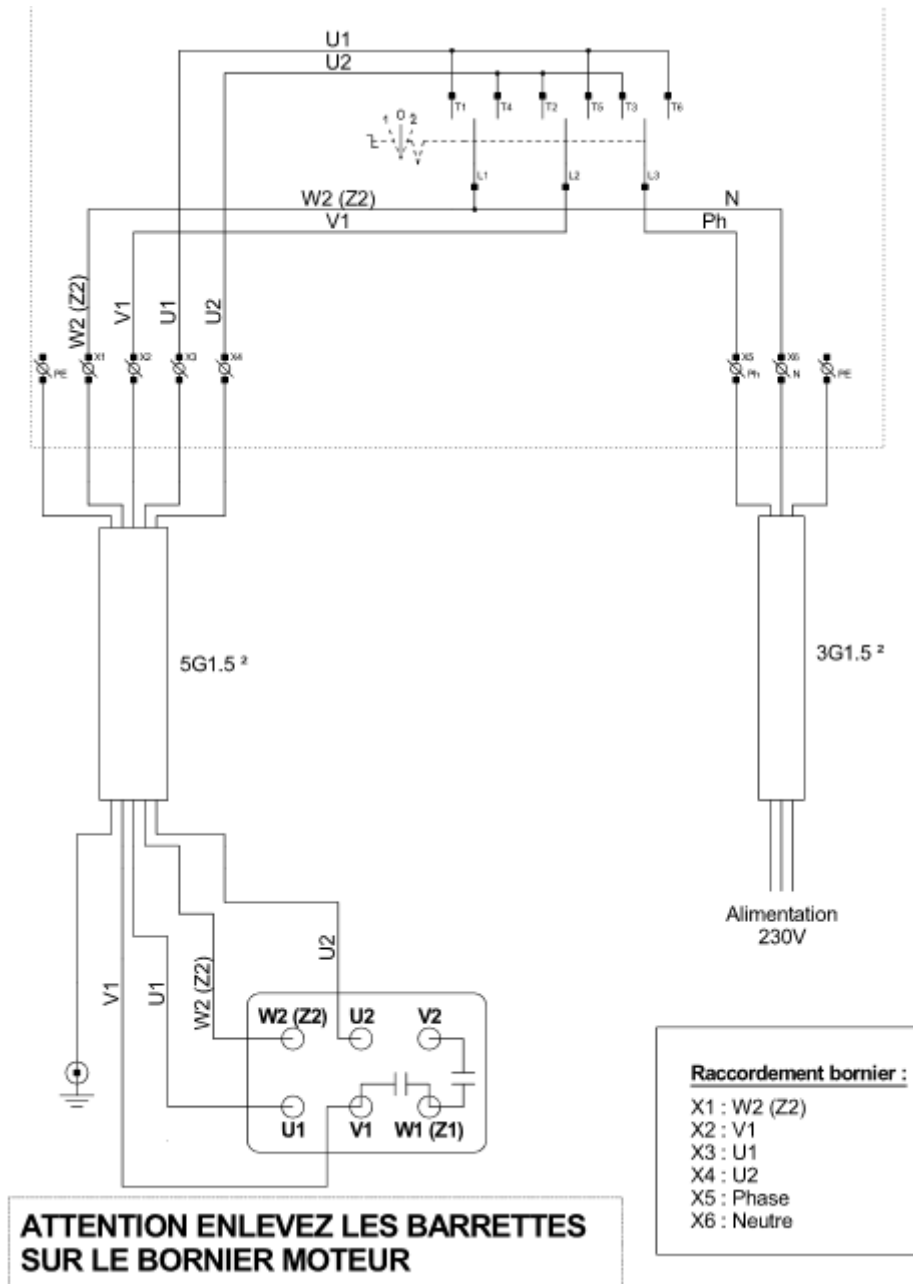 U1
U2
T1 T4 T2 T5 T3 T6
1 0 2
L1 L2 L3
W2 (Z2) N
V1 Ph
W2 (Z2) V1 U1 U2
PE X1 X2 X3 X4 X5 Ph X6 N PE
5G1.5 ²
3G1.5 ²
Alimentation
230V
V1 U1 W2 (Z2) U2
W2 (Z2) U2 V2
U1 V1 W1 (Z1)
Raccordement bornier :
X1 : W2 (Z2)
X2 : V1
X3 : U1
X4 : U2
X5 : Phase
X6 : Neutre
ATTENTION ENLEVEZ LES BARRETTES
SUR LE BORNIER MOTEUR